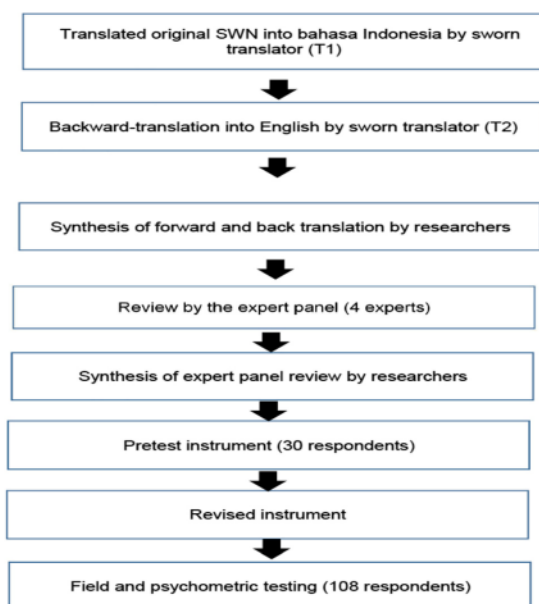 Translated original SWN into bahasa Indonesia by sworn
translator (T1)
Backward-translation into English by sworn translator (T2)
Synthesis of forward and back translation by researchers
Review by the expert panel (4 experts)
Synthesis of expert panel review by researchers
Pretest instrument (30 respondents)
Revised instrument
Field and psychometric testing (108 respondents)